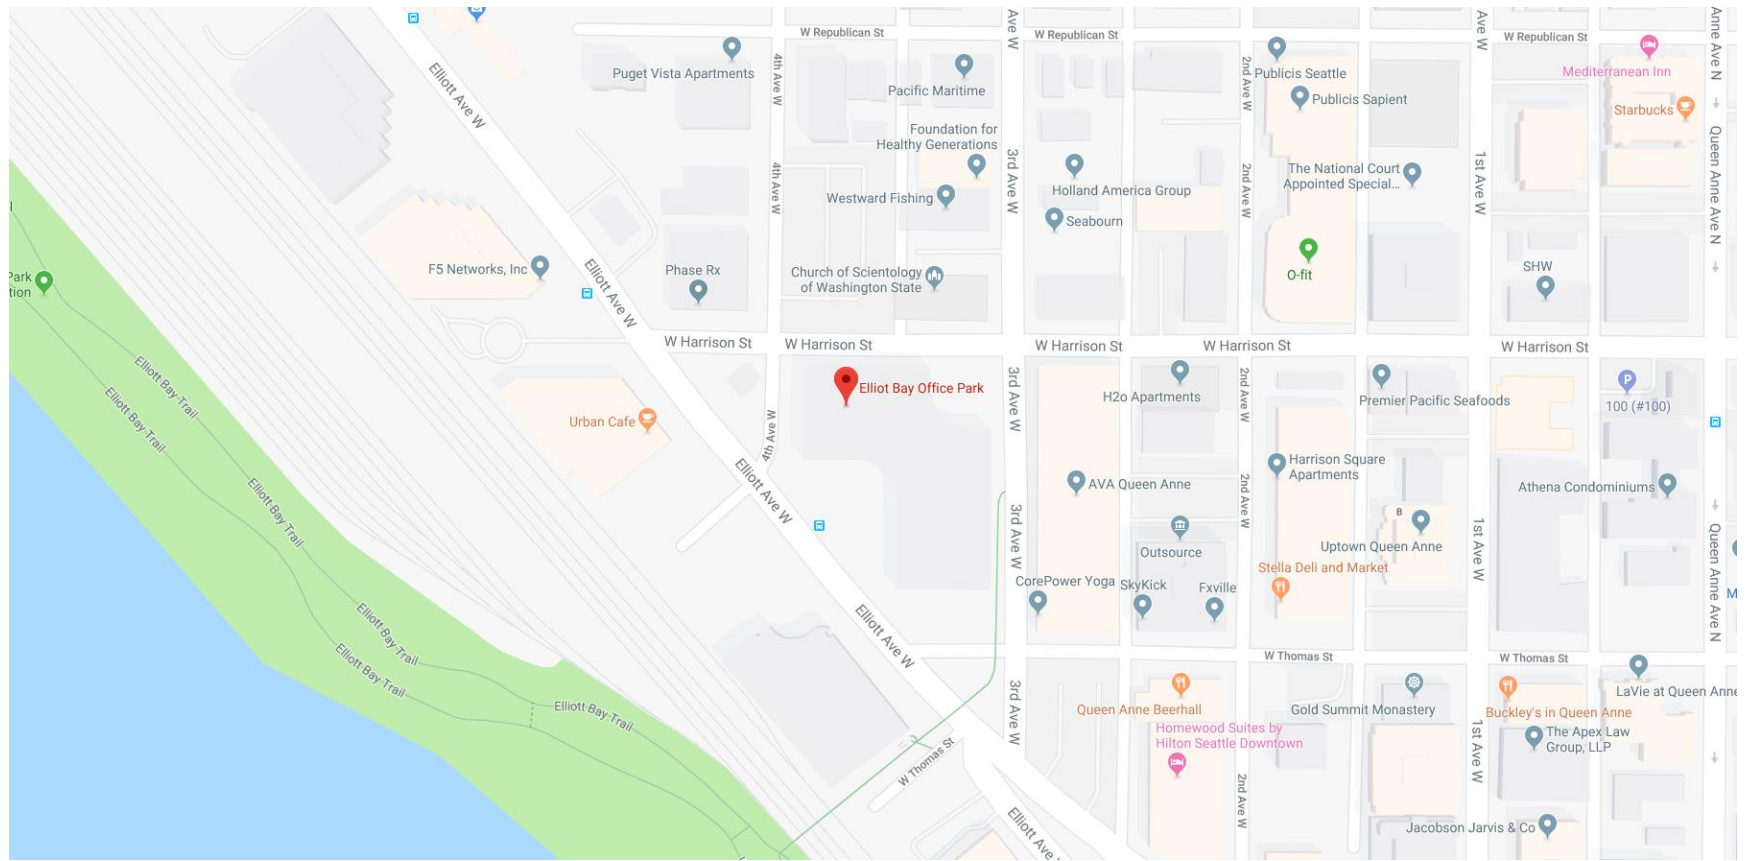 W Republican St
W Republican St
W Republican St
Ave W
Ave W
Anne Ave N
Elliott Ave W
Puget Vista Apartments
4th Ave W
Pacific Maritime
2nd Ave W
Publicis Seattle
Publicis Sapient
Mediterranean Inn
Starbucks
Foundation for
Healthy Generations
3rd Ave W
Holland America Group
Westward Fishing
4th Ave W
Seabourn
2nd Ave W
The National Court
Appointed Special...
1st Ave W
Queen Anne Ave N
Park
tion
F5 Networks, Inc
Elliott Ave W
Phase Rx
Church of Scientology
of Washington State
O-fit
SHW
W Harrison St
W Harrison St
W Harrison St
W Harrison St
W Harrison St
Elliott Bay Trail
Elliott Bay Trail
Urban Cafe
4th Ave W
Elliot Bay Office Park
3rd Ave W
H2o Apartments
2nd Ave W
Premier Pacific Seafoods
P
100 (#100)
Elliott Bay Trail
Elliott Ave W
AVA Queen Anne
Harrison Square
Apartments
2nd Ave W
Athena Condominiums
3rd Ave W
Outsource
B
Uptown Queen Anne
1st Ave W
Queen Anne Ave N
Stella Deli and Market
CorePower Yoga
SkyKick
Fxville
M
Elliott Bay Trail
Elliott Bay Trail
Elliott Ave W
W Thomas St
W Thomas St
Elliott Bay Trail
3rd Ave W
Queen Anne Beerhall
Gold Summit Monastery
LaVie at Queen Anne
Buckley's in Queen Anne
Homewood Suites by
Hilton Seattle Downtown
The Apex Law
Group, LLP
1st Ave W
W Thomas St
2nd Ave W
Elliott Ave
Jacobson Jarvis & Co